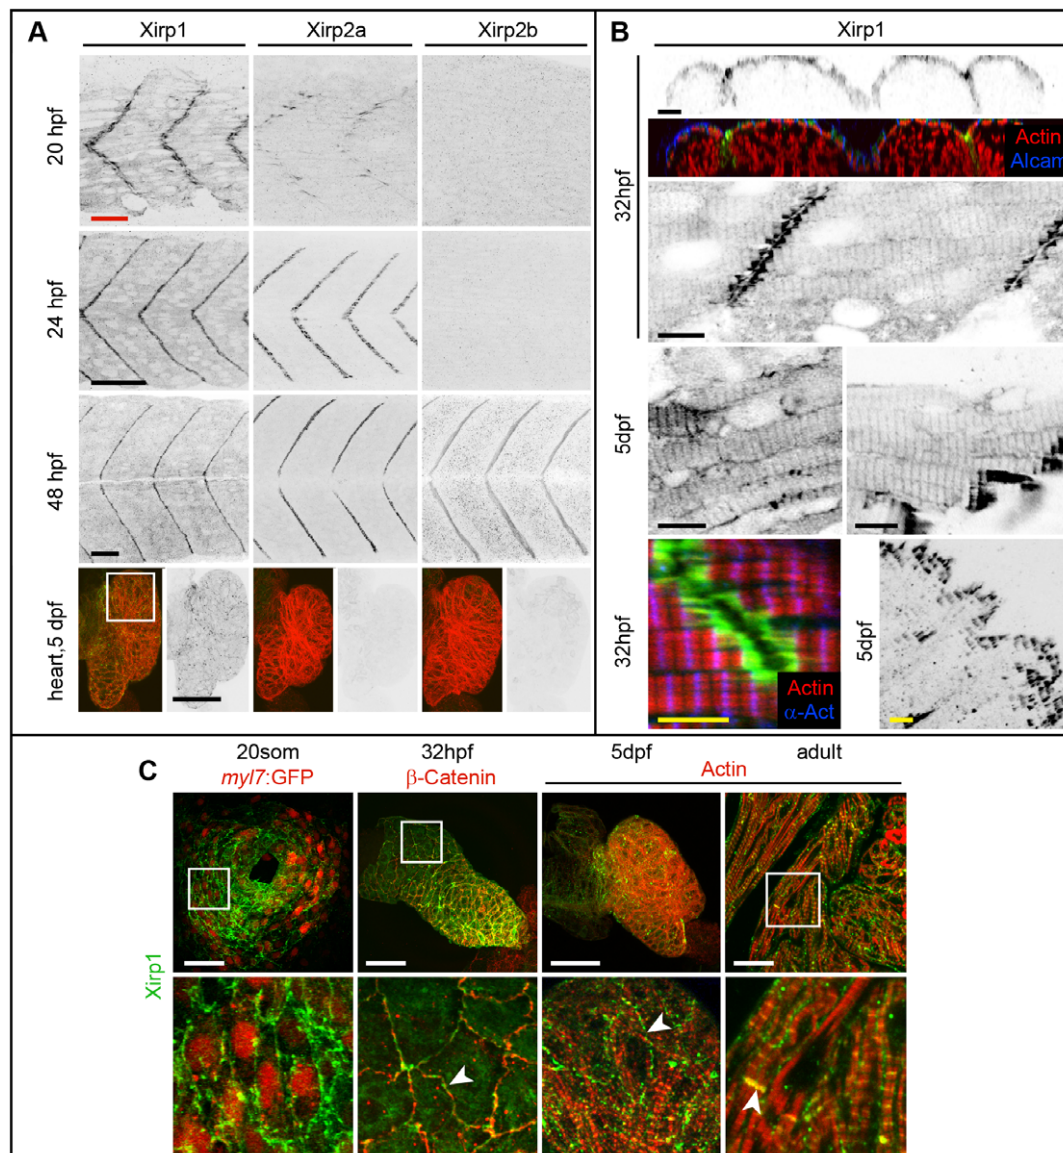 A
Xirp1 Xirp2a Xirp2b
20 hpf
24 hpf
48 hpf
heart,5 dpf
B
Xirp1
32hpf
Actin
Alcam
5dpf
32hpf
Actin
α-Act
5dpf
C
20som 32hpf 5dpf adult
myl7:GFP β-Catenin Actin
Xirp1